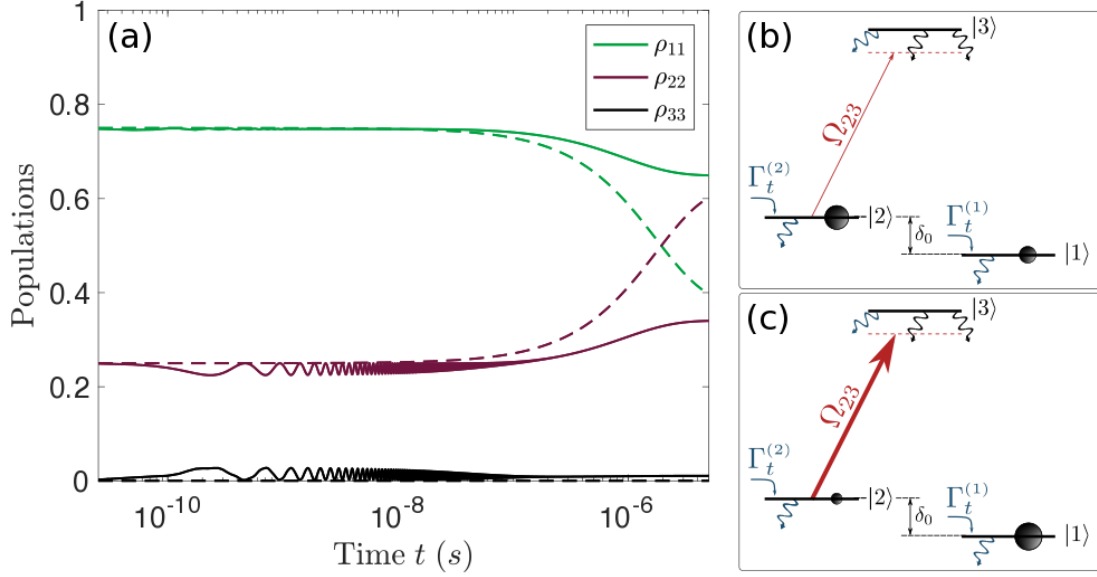 (a)
Populations
1
0.8
0.6
0.4
0.2
0
10⁻¹⁰
10⁻⁸
10⁻⁶
Time t (s)
ρ₁₁
ρ₂₂
ρ₃₃
(b)
|3⟩
Ω₂₃
Γₜ⁽²⁾
|2⟩
δ₀
Γₜ⁽¹⁾
|1⟩
(c)
|3⟩
Ω₂₃
Γₜ⁽²⁾
|2⟩
δ₀
Γₜ⁽¹⁾
|1⟩